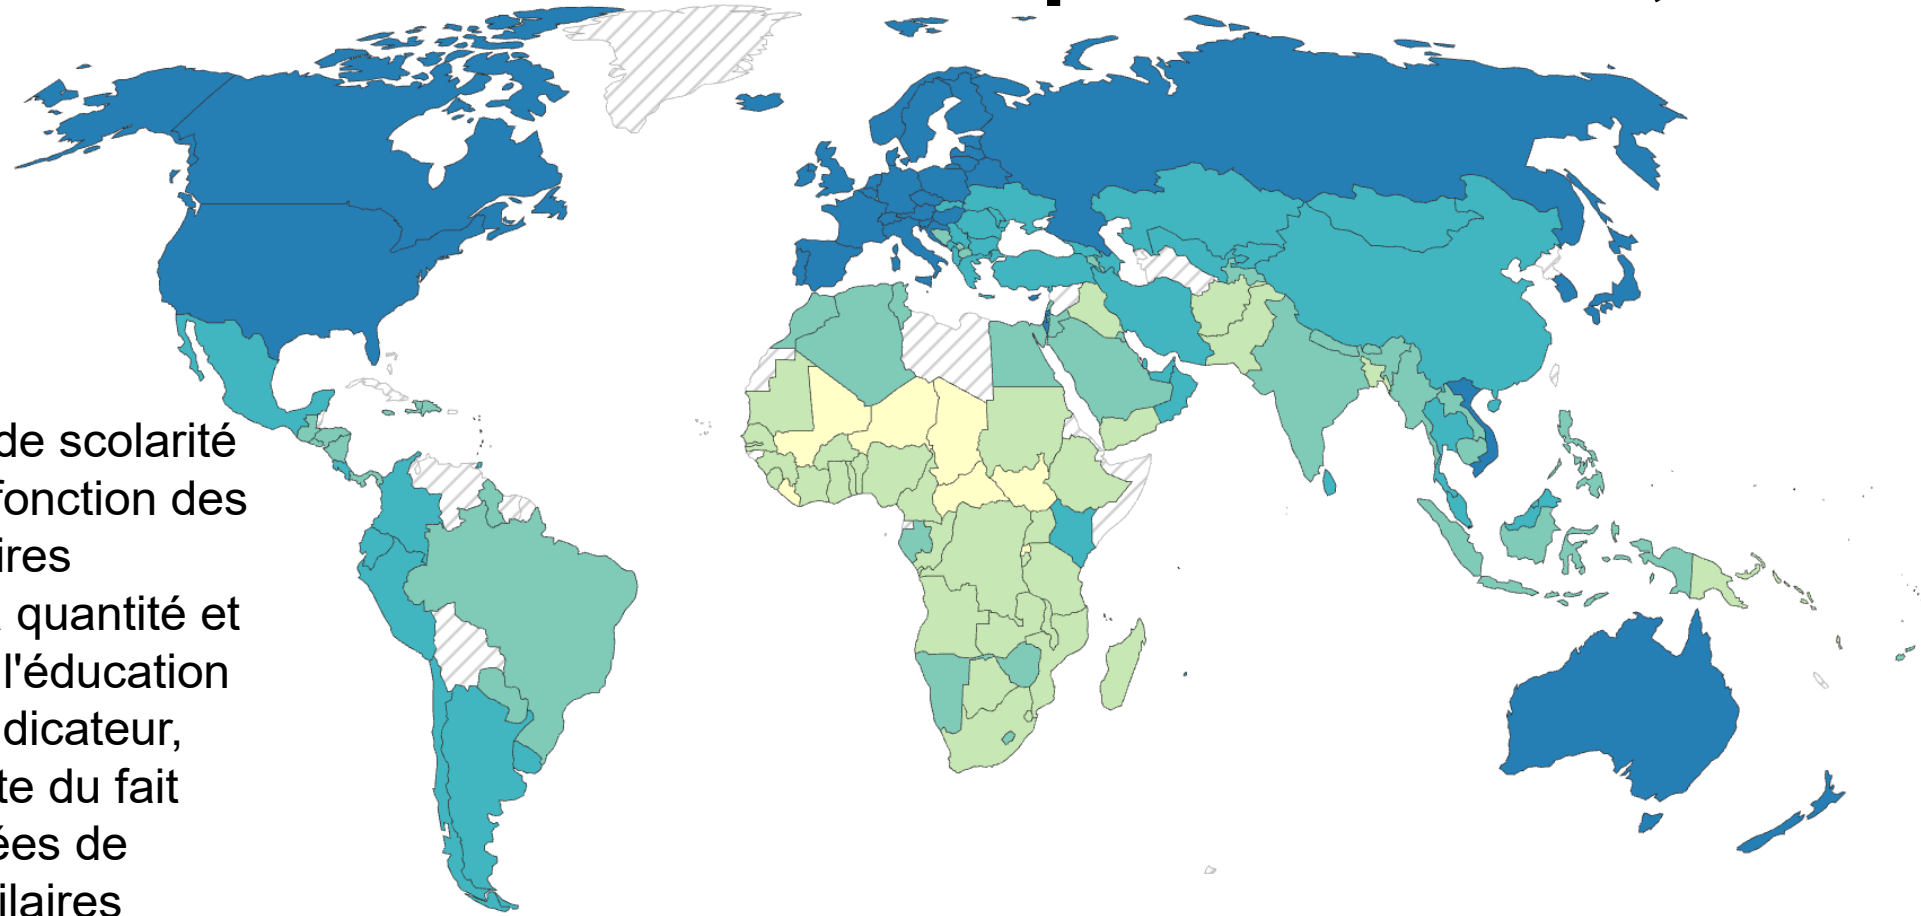 de scolarité
fonction des
ires
quantité et
l'éducation
dicateur,
te du fait
ées de
ilaires